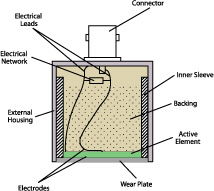 Connector
Electrical
Leads
Electrical
Network
Inner Sleeve
External
Housing
Backing
Active
Element
Electrodes
Wear Plate